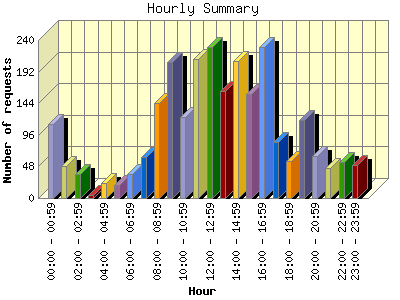 Hourly Summary
Number of requests
240
192
144
96
48
0
00:00 - 00:59
02:00 - 02:59
04:00 - 04:59
06:00 - 06:59
08:00 - 08:59
10:00 - 10:59
12:00 - 12:59
14:00 - 14:59
16:00 - 16:59
18:00 - 18:59
20:00 - 20:59
22:00 - 22:59
23:00 - 23:59
Hour